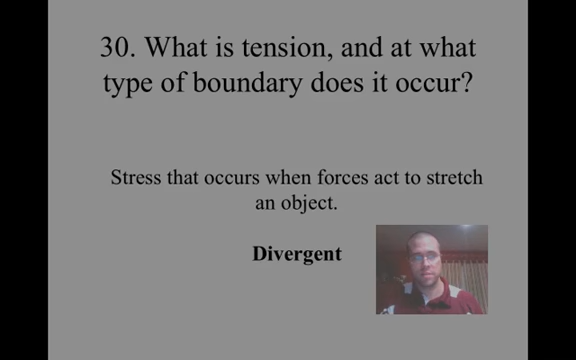 30. What is tension, and at what
type of boundary does it occur?
Stress that occurs when forces act to stretch
an object.
Divergent